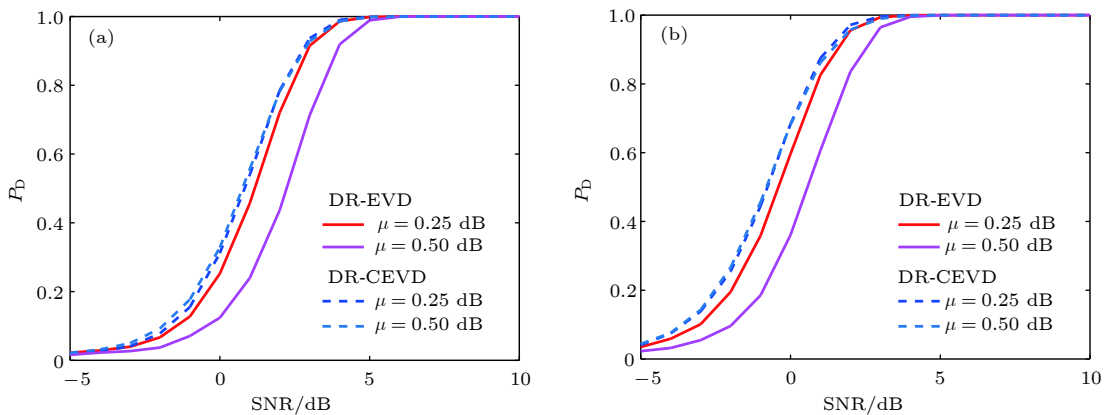 (a)
1.0
0.8
0.6
0.4
0.2
0
P_D
−5
0
5
10
SNR/dB
DR-EVD
μ = 0.25 dB
μ = 0.50 dB
DR-CEVD
μ = 0.25 dB
μ = 0.50 dB
(b)
1.0
0.8
0.6
0.4
0.2
0
P_D
−5
0
5
10
SNR/dB
DR-EVD
μ = 0.25 dB
μ = 0.50 dB
DR-CEVD
μ = 0.25 dB
μ = 0.50 dB